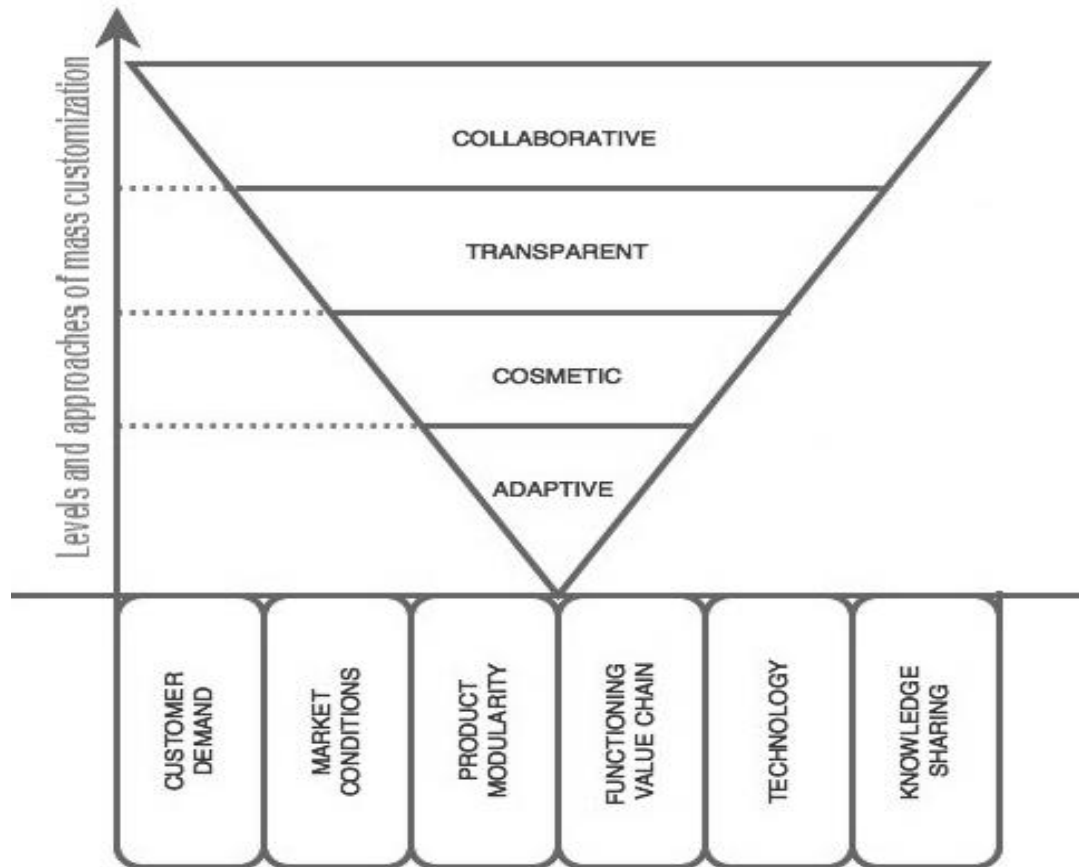 Levels and approaches of mass customization
COLLABORATIVE
TRANSPARENT
COSMETIC
ADAPTIVE
CUSTOMER
DEMAND
MARKET
CONDITIONS
PRODUCT
MODULARITY
FUNCTIONING
VALUE CHAIN
TECHNOLOGY
KNOWLEDGE
SHARING